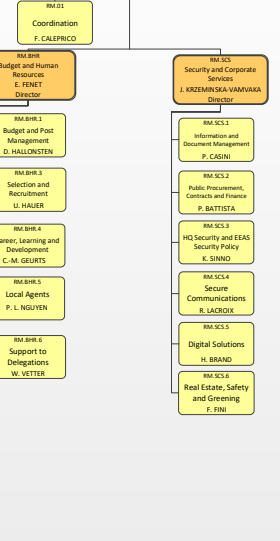 RM.01
Coordination
F. CALEPRICO
RM.BHR
Budget and Human
Resources
E. FENET
Director
RM.BHR.1
Budget and Post
Management
D. HALLONSTEN
RM.BHR.3
Selection and
Recruitment
U. HAUER
RM.BHR.4
areer, Learning and
Development
C.-M. GEURTS
RM.BHR.5
Local Agents
P. L. NGUYEN
RM.BHR.6
Support to
Delegations
W. VETTER
RM.SCS
Security and Corporate
Services
J. KRZEMINSKA-VAMVAKA
Director
RM.SCS.1
Information and
Document Management
P. CASINI
RM.SCS.2
Public Procurement,
Contracts and Finance
P. BATTISTA
RM.SCS.3
HQ Security and EEAS
Security Policy
K. SINNO
RM.SCS.4
Secure
Communications
R. LACROIX
RM.SCS.5
Digital Solutions
H. BRAND
RM.SCS.6
Real Estate, Safety
and Greening
F. FINI